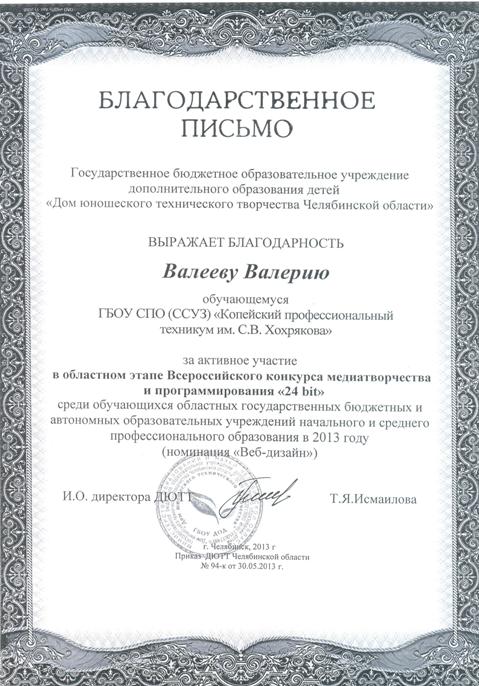 БЛАГОДАРСТВЕННОЕ
ПИСЬМО
Государственное бюджетное образовательное учреждение
дополнительного образования детей
«Дом юношеского технического творчества Челябинской области»
ВЫРАЖАЕТ БЛАГОДАРНОСТЬ
Валееву Валерию
обучающемуся
ГБОУ СПО (ССУЗ) «Копейский профессиональный
техникум им. С.В. Хохрякова»
за активное участие
в областном этапе Всероссийского конкурса медиатворчества
и программирования «24 bit»
среди обучающихся областных государственных бюджетных и
автономных образовательных учреждений начального и среднего
профессионального образования в 2013 году
(номинация «Веб-дизайн»)
И.О. директора ДЮТТ
Т.Я.Исмаилова
ГБОУ ДОД
г. Челябинск, 2013 г
Приказ ДЮТТ Челябинской области
№ 94-к от 30.05.2013 г.